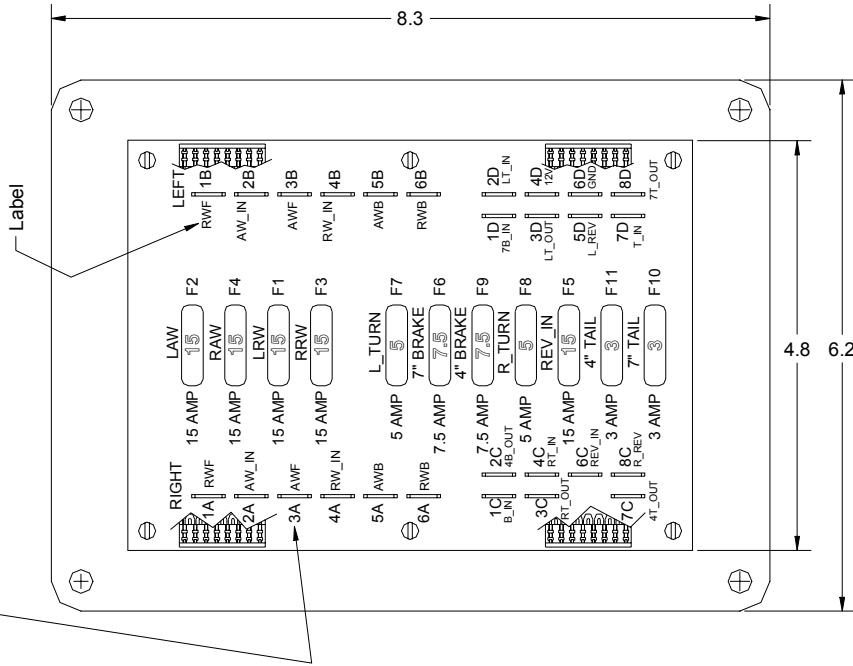 8.3
Label
LEFT
1B 2B 3B 4B 5B 6B
RWF AW_IN AWF RW_IN AWB RWB
2D LT_IN
4D 12V
6D GND
8D 7T_OUT
1D 7B_IN
3D LT_OUT
5D L_REV
7D T_IN
F2 F4 F1 F3 F7 F6 F9 F8 F5 F11 F10
LAW RAW LRW RRW L_TURN 7" BRAKE 4" BRAKE R_TURN REV_IN 4" TAIL 7" TAIL
15 15 15 15 5 7.5 7.5 5 15 3 3
15 AMP 15 AMP 15 AMP 15 AMP 5 AMP 7.5 AMP 7.5 AMP 5 AMP 15 AMP 3 AMP 3 AMP
4.8
6.2
RIGHT
RWF AW_IN AWF RW_IN AWB RWB
1A 2A 3A 4A 5A 6A
2C 4B_OUT
4C RT_IN
6C REV_IN
8C R_REV
1C B_IN
3C RT_OUT
7C 4T_OUT